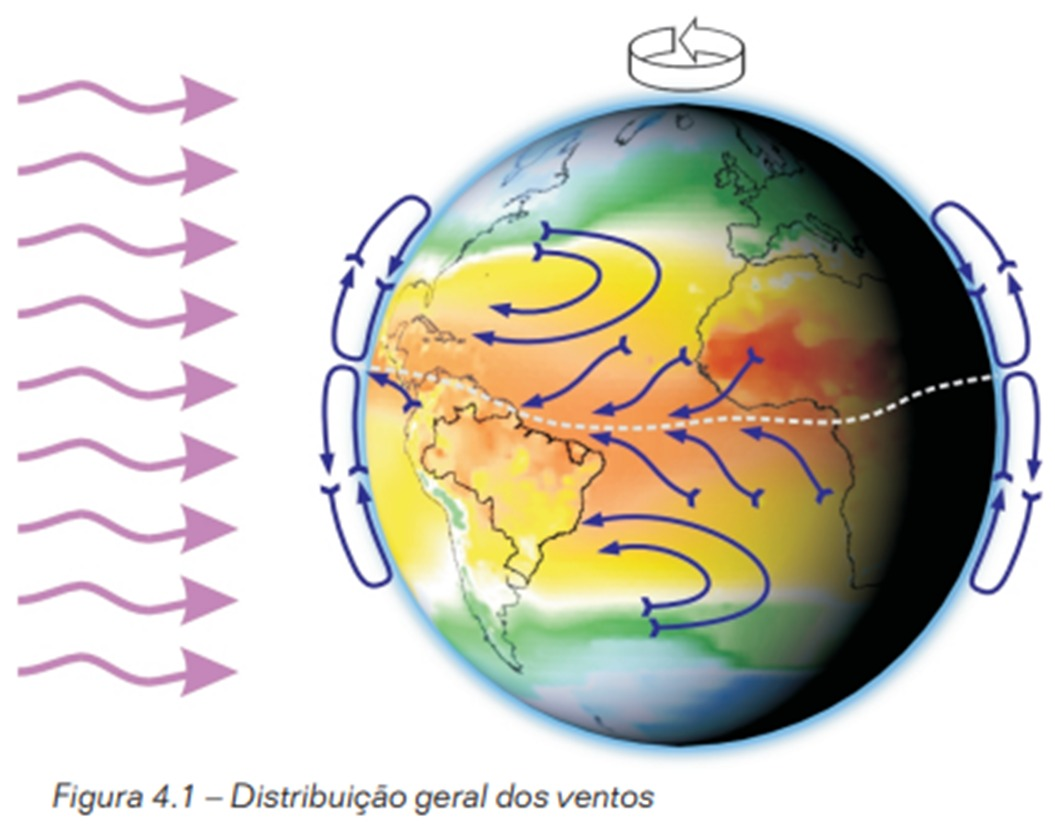 Figura 4.1 – Distribuição geral dos ventos